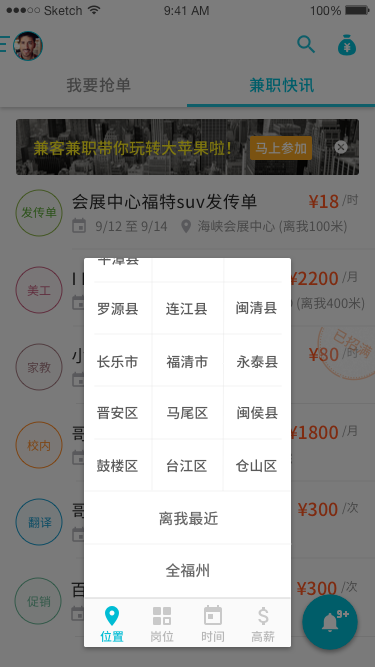 Sketch 9:41 AM 100%
我要抢单 兼职快讯
兼客兼职带你玩转大苹果啦！ 马上参加
发传单 会展中心福特suv发传单 ¥18 /时
9/12 至 9/14 海峡会展中心 (离我100米)
平潭县
美工 ¥2200 /月
罗源县 连江县 闽清县
(离我400米)
已招满
家教 小 ¥80 /时
长乐市 福清市 永泰县
晋安区 马尾区 闽侯县
校内 哥 ¥1800 /月
鼓楼区 台江区 仓山区
翻译 哥 ¥300 /次
离我最近
全福州
促销 百 ¥300 /次
9+
位置 岗位 时间 高薪